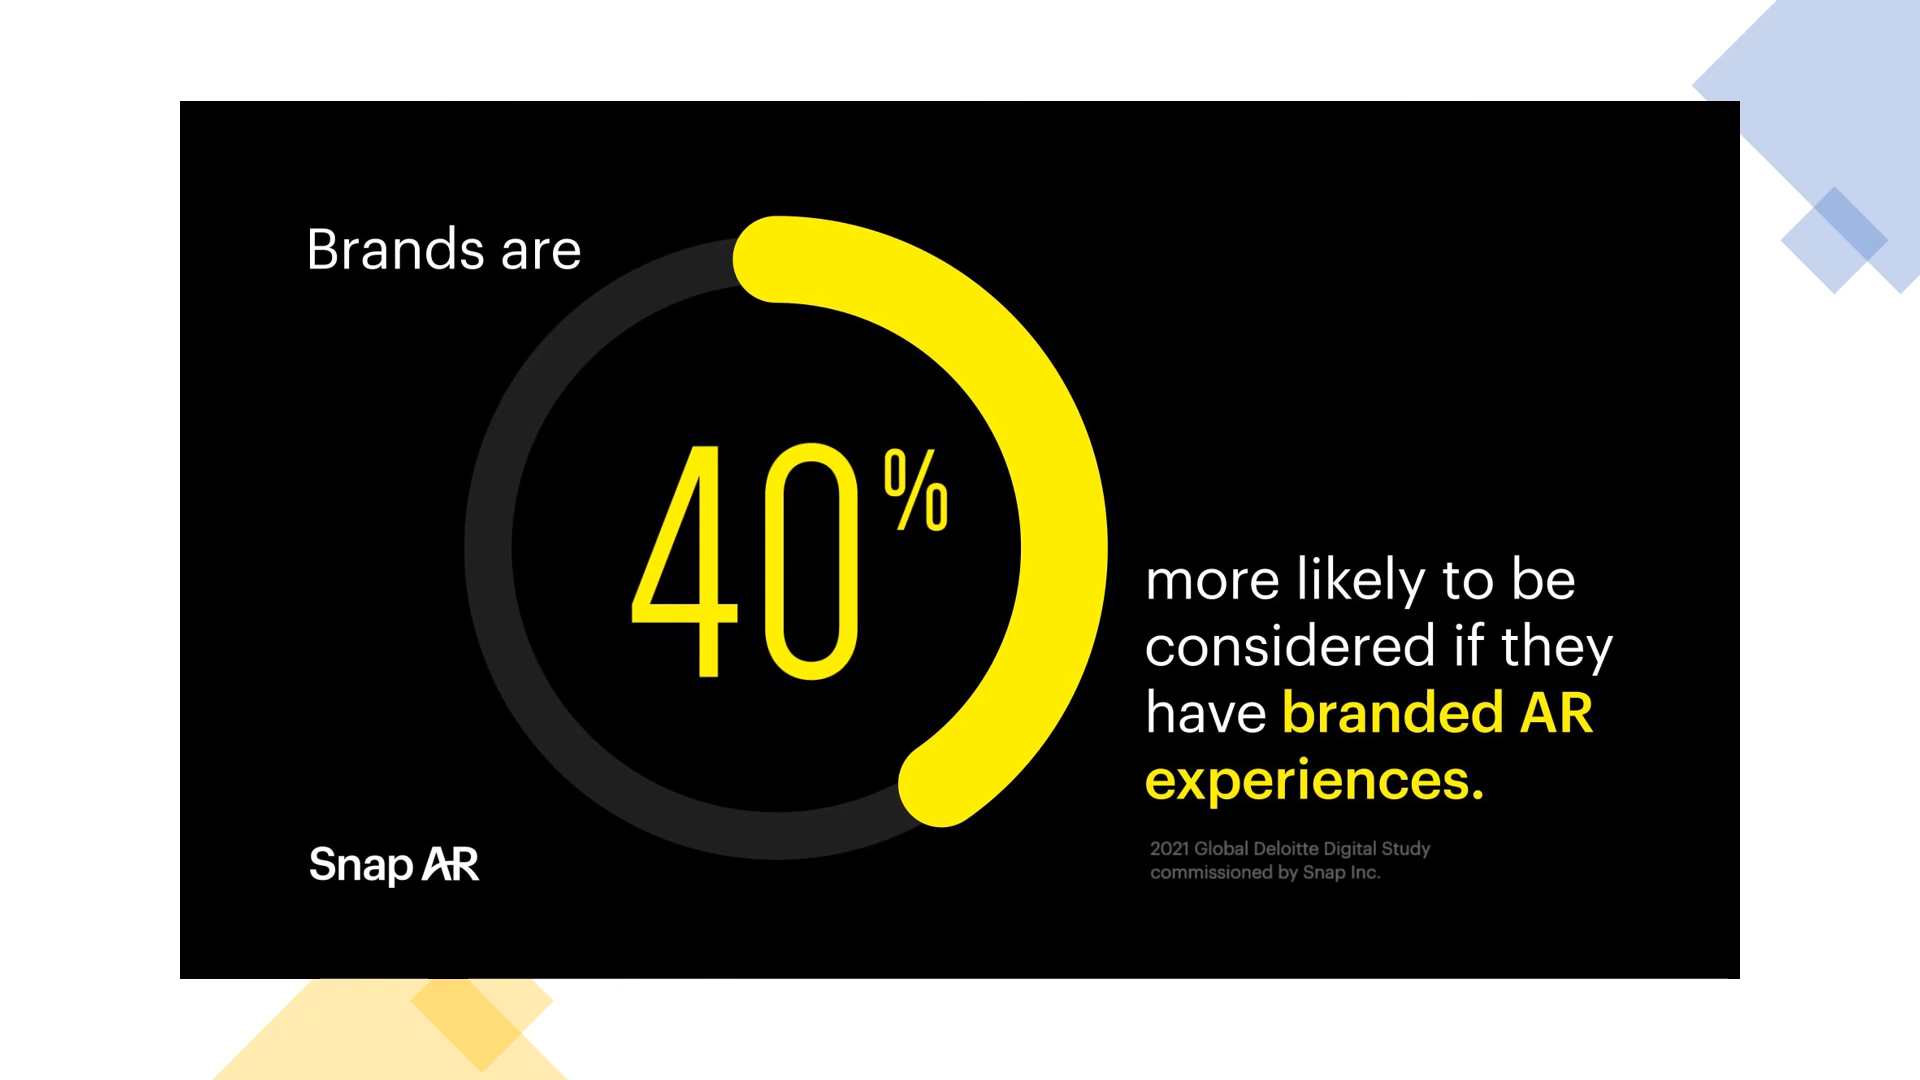 Brands are
40%
more likely to be
considered if they
have branded AR
experiences.
2021 Global Deloitte Digital Study
commissioned by Snap Inc.
Snap AR